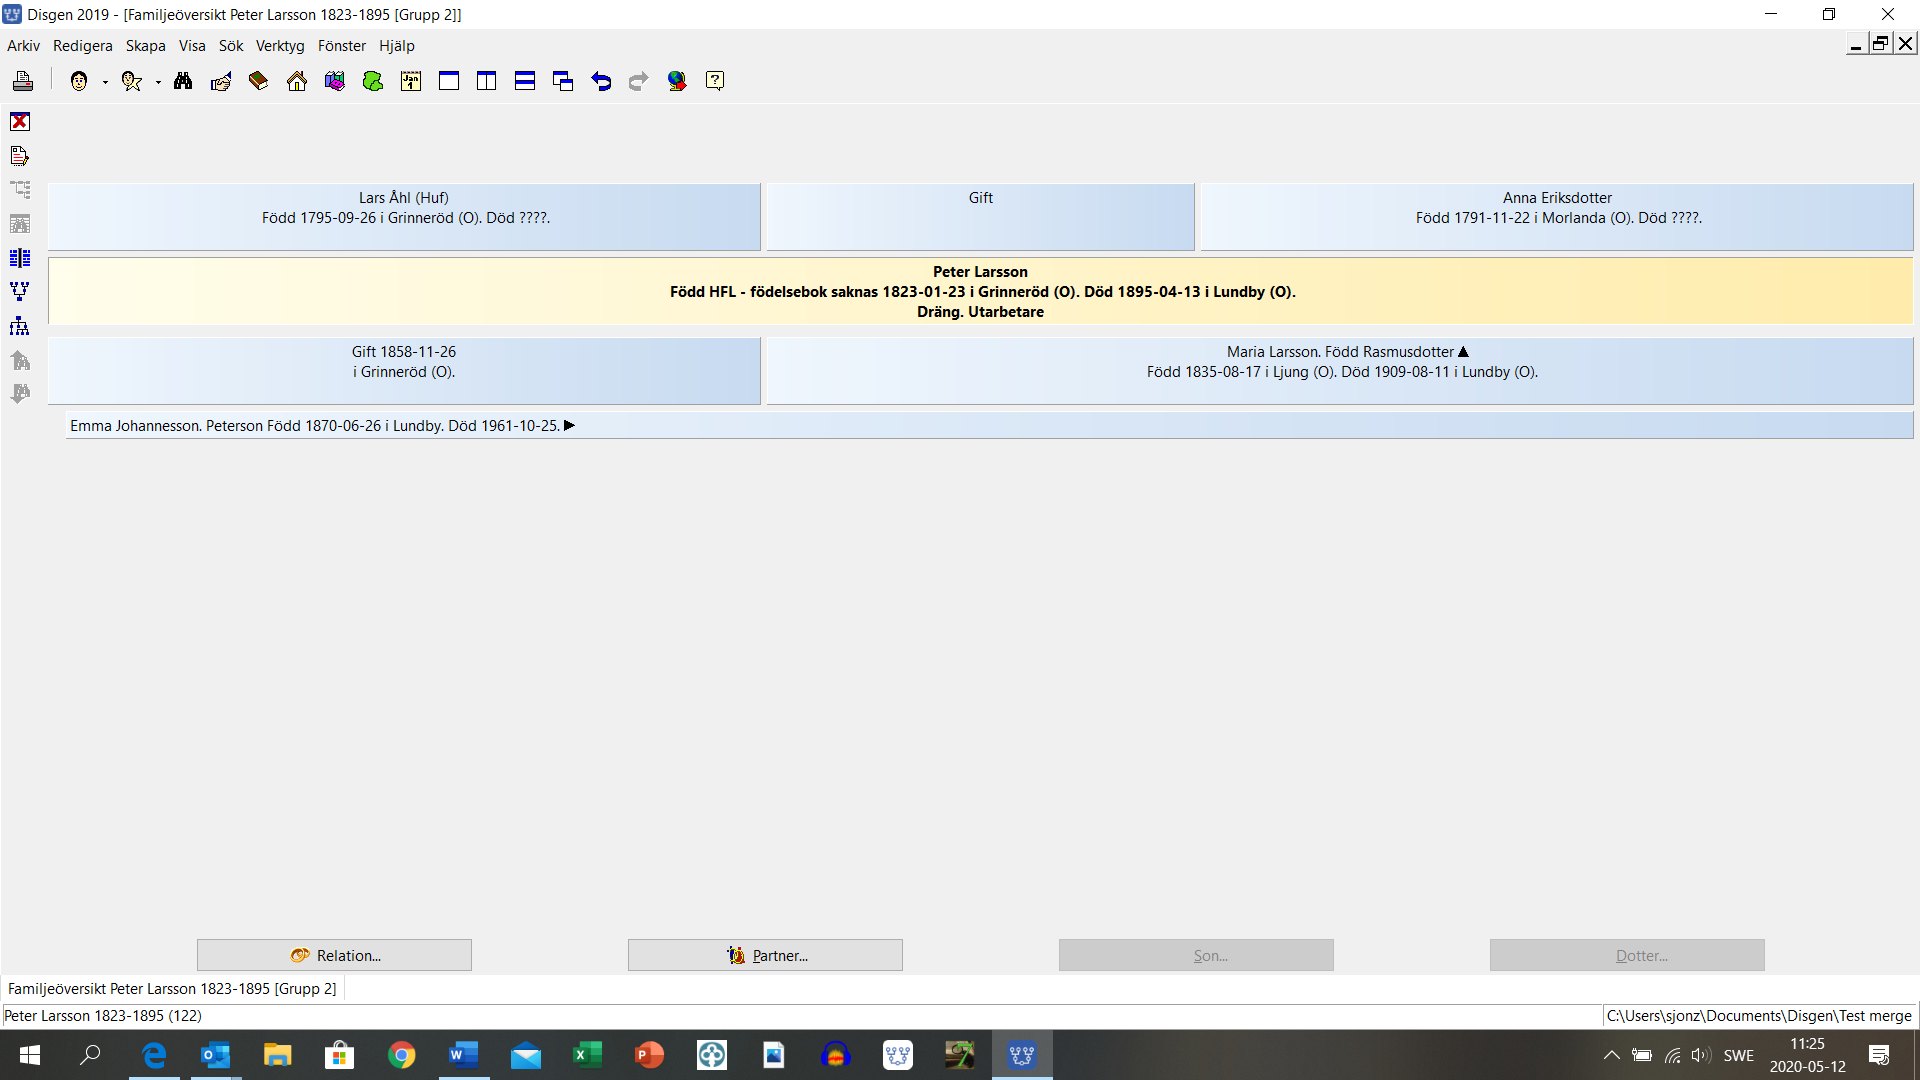 Disgen 2019 - [Familjeöversikt Peter Larsson 1823-1895 [Grupp 2]]
Arkiv Redigera Skapa Visa Sök Verktyg Fönster Hjälp
Jan
1
Lars Åhl (Huf)
Född 1795-09-26 i Grinneröd (O). Död ????.
Gift
Anna Eriksdotter
Född 1791-11-22 i Morlanda (O). Död ????.
Peter Larsson
Född HFL - födelsebok saknas 1823-01-23 i Grinneröd (O). Död 1895-04-13 i Lundby (O).
Dräng. Utarbetare
Gift 1858-11-26
i Grinneröd (O).
Maria Larsson. Född Rasmusdotter ▲
Född 1835-08-17 i Ljung (O). Död 1909-08-11 i Lundby (O).
Emma Johannesson. Peterson Född 1870-06-26 i Lundby. Död 1961-10-25. ▶
Relation...
Partner...
Son...
Dotter...
Familjeöversikt Peter Larsson 1823-1895 [Grupp 2]
Peter Larsson 1823-1895 (122)
C:\Users\sjonz\Documents\Disgen\Test merge
SWE
11:25
2020-05-12